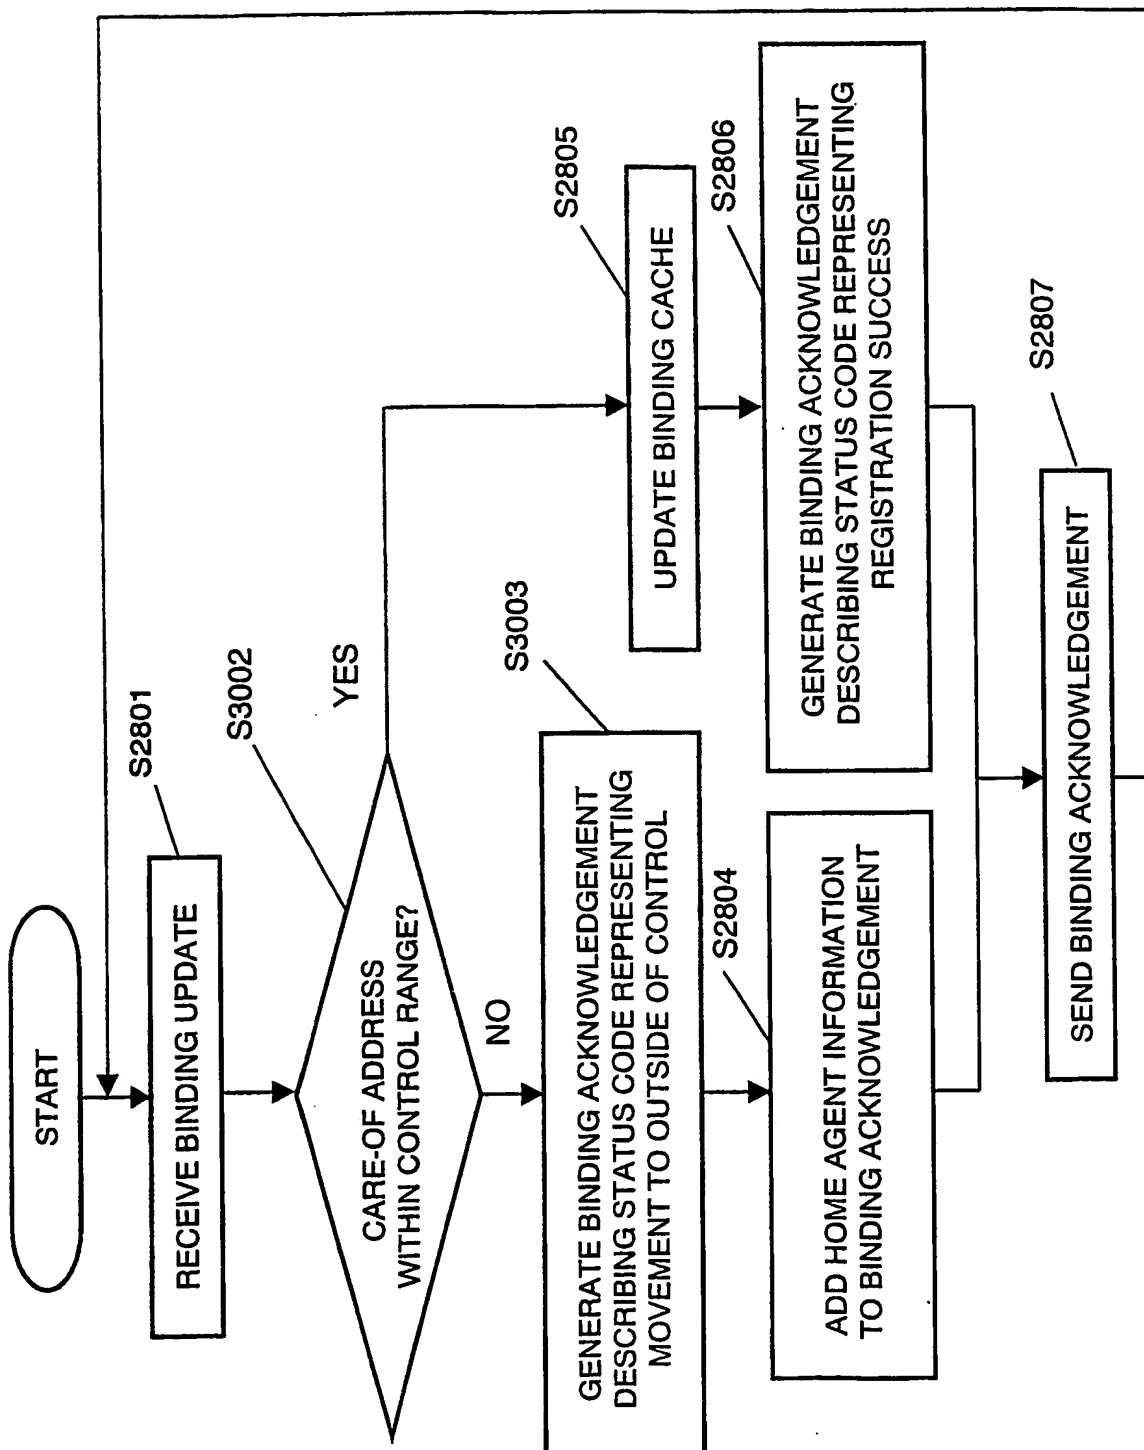 START
S2801
RECEIVE BINDING UPDATE
S3002
CARE-OF ADDRESS
WITHIN CONTROL RANGE?
YES
NO
S3003
GENERATE BINDING ACKNOWLEDGEMENT
DESCRIBING STATUS CODE REPRESENTING
MOVEMENT TO OUTSIDE OF CONTROL
S2804
ADD HOME AGENT INFORMATION
TO BINDING ACKNOWLEDGEMENT
S2805
UPDATE BINDING CACHE
S2806
GENERATE BINDING ACKNOWLEDGEMENT
DESCRIBING STATUS CODE REPRESENTING
REGISTRATION SUCCESS
S2807
SEND BINDING ACKNOWLEDGEMENT